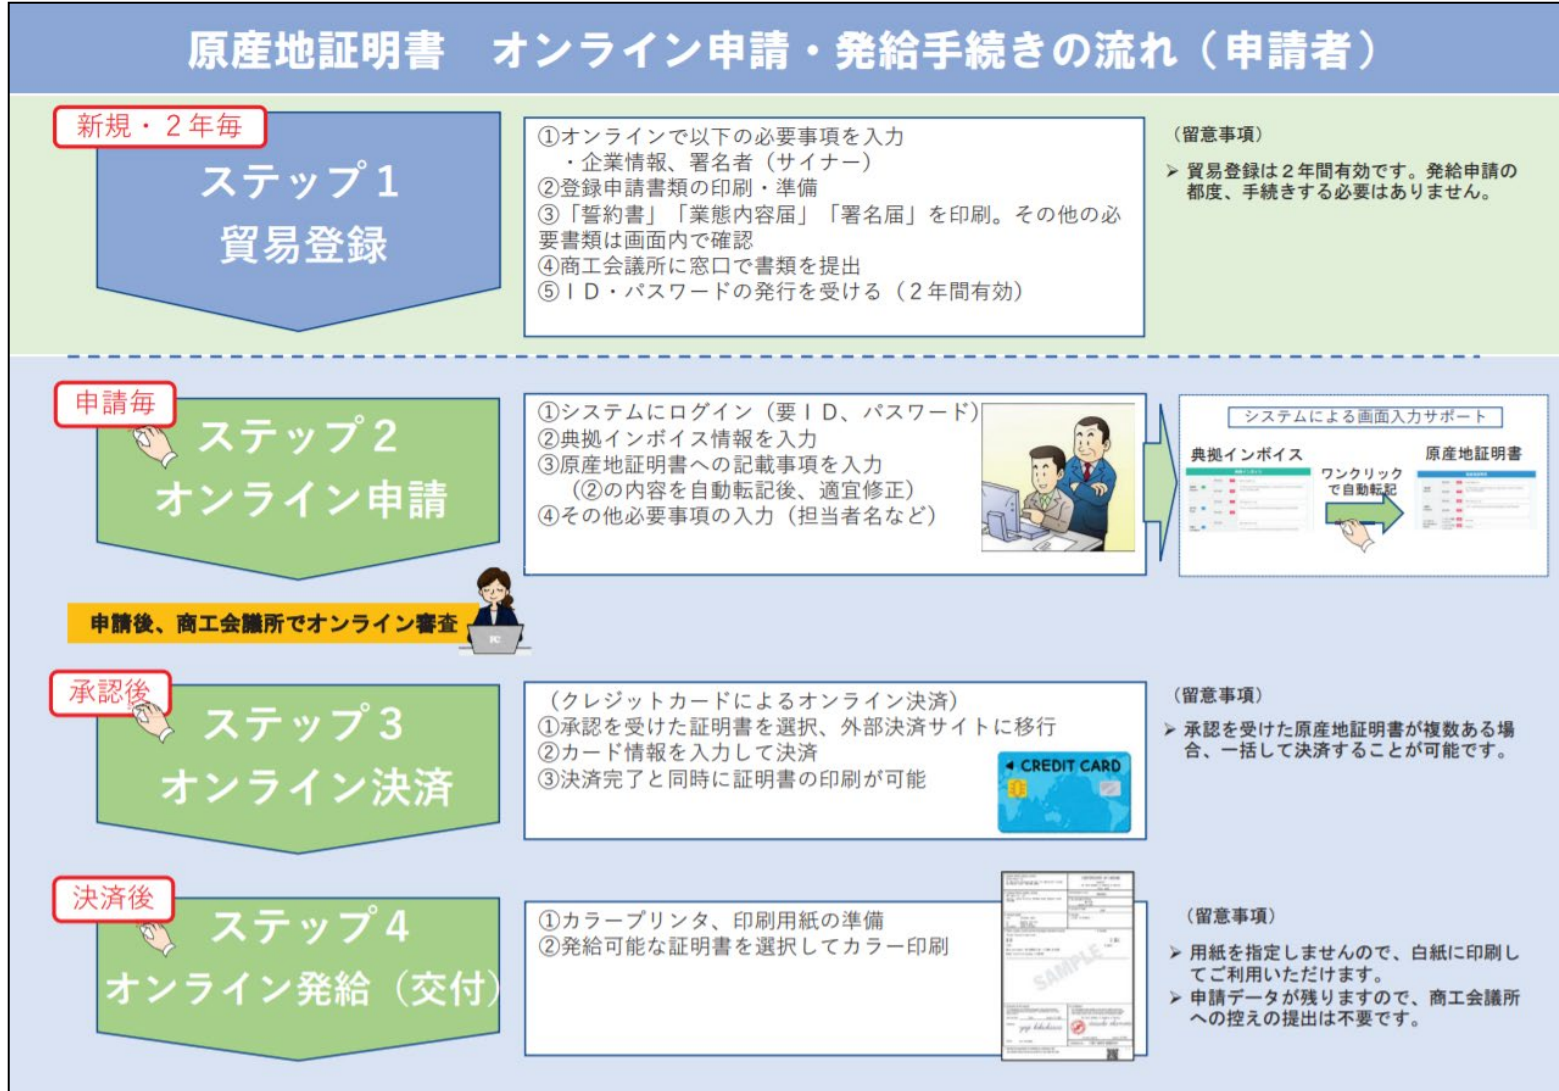 原産地証明書　オンライン申請・発給手続きの流れ（申請者）
新規・２年毎
ステップ１
貿易登録
①オンラインで以下の必要事項を入力
・企業情報、署名者（サイナー）
②登録申請書類の印刷・準備
③「誓約書」「業態内容届」「署名届」を印刷。その他の必
要書類は画面内で確認
④商工会議所に窓口で書類を提出
⑤ＩＤ・パスワードの発行を受ける（２年間有効）
（留意事項）
➢ 貿易登録は２年間有効です。発給申請の
都度、手続きする必要はありません。
申請毎
ステップ２
オンライン申請
①システムにログイン（要ＩＤ、パスワード）
②典拠インボイス情報を入力
③原産地証明書への記載事項を入力
（②の内容を自動転記後、適宜修正）
④その他必要事項の入力（担当者名など）
システムによる画面入力サポート
典拠インボイス
ワンクリック
で自動転記
原産地証明書
申請後、商工会議所でオンライン審査
PC
承認後
ステップ３
オンライン決済
（クレジットカードによるオンライン決済）
①承認を受けた証明書を選択、外部決済サイトに移行
②カード情報を入力して決済
③決済完了と同時に証明書の印刷が可能
CREDIT CARD
（留意事項）
➢ 承認を受けた原産地証明書が複数ある場
合、一括して決済することが可能です。
決済後
ステップ４
オンライン発給（交付）
①カラープリンタ、印刷用紙の準備
②発給可能な証明書を選択してカラー印刷
SAMPLE
（留意事項）
➢ 用紙を指定しませんので、白紙に印刷し
てご利用いただけます。
➢ 申請データが残りますので、商工会議所
への控えの提出は不要です。